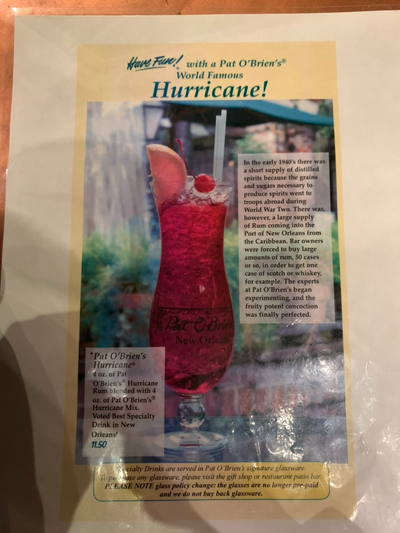 Have Fun! with a Pat O'Brien's®
World Famous
Hurricane!
In the early 1940's there was
a short supply of distilled
spirits because the grains
and sugars necessary to
produce spirits went to
troops abroad during
World War Two. There was,
however, a large supply
of Rum coming into the
Port of New Orleans from
the Caribbean. Bar owners
were forced to buy large
amounts of rum, 50 cases
or so, in order to get one
case of scotch or whiskey,
for example. The experts
at Pat O'Brien's began
experimenting, and the
fruity potent concoction
was finally perfected.
Pat O'Brien's
New Orleans
"Pat O'Brien's
Hurricane"
4 oz. of Pat
O'Brien's® Hurricane
Rum blended with 4
oz. of Pat O'Brien's®
Hurricane Mix.
Voted Best Specialty
Drink in New
Orleans!
11.50
Specialty Drinks are served in Pat O'Brien's signature glassware.
To purchase any glassware, please visit the gift shop or restaurant patio bar.
PLEASE NOTE glass policy change: the glasses are no longer pre-paid
and we do not buy back glassware.